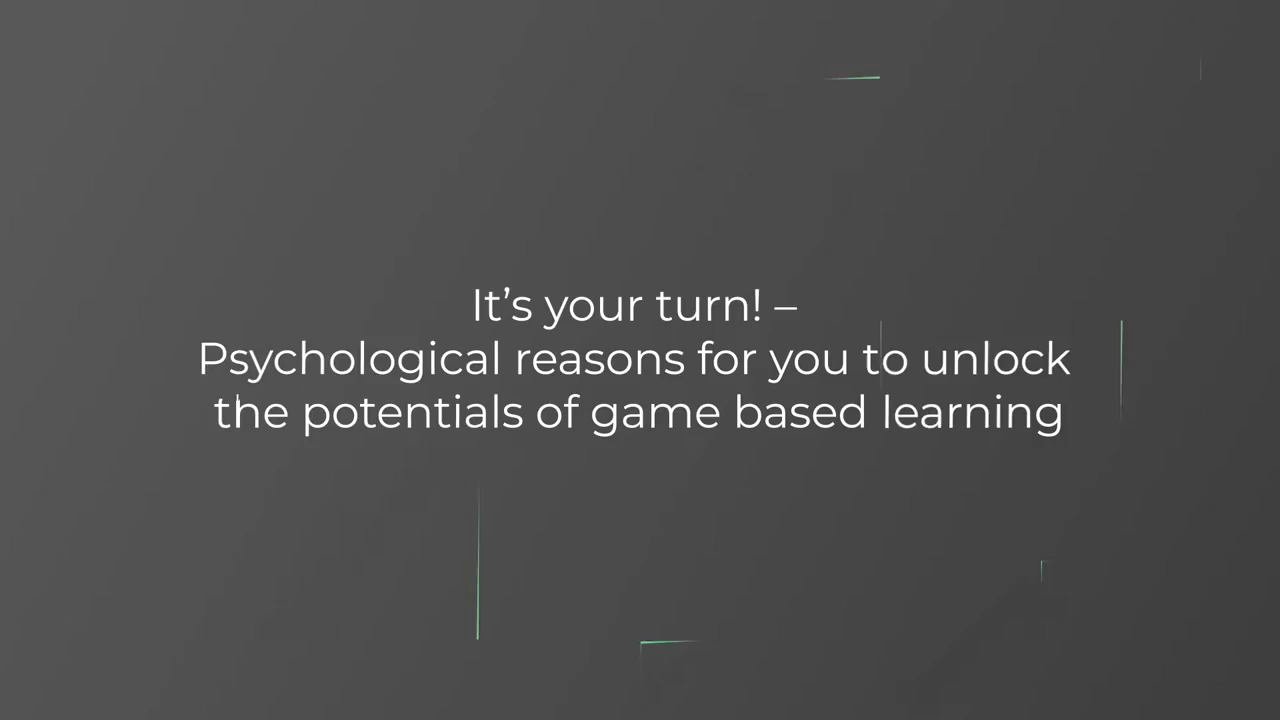 It’s your turn! –
Psychological reasons for you to unlock
the potentials of game based learning